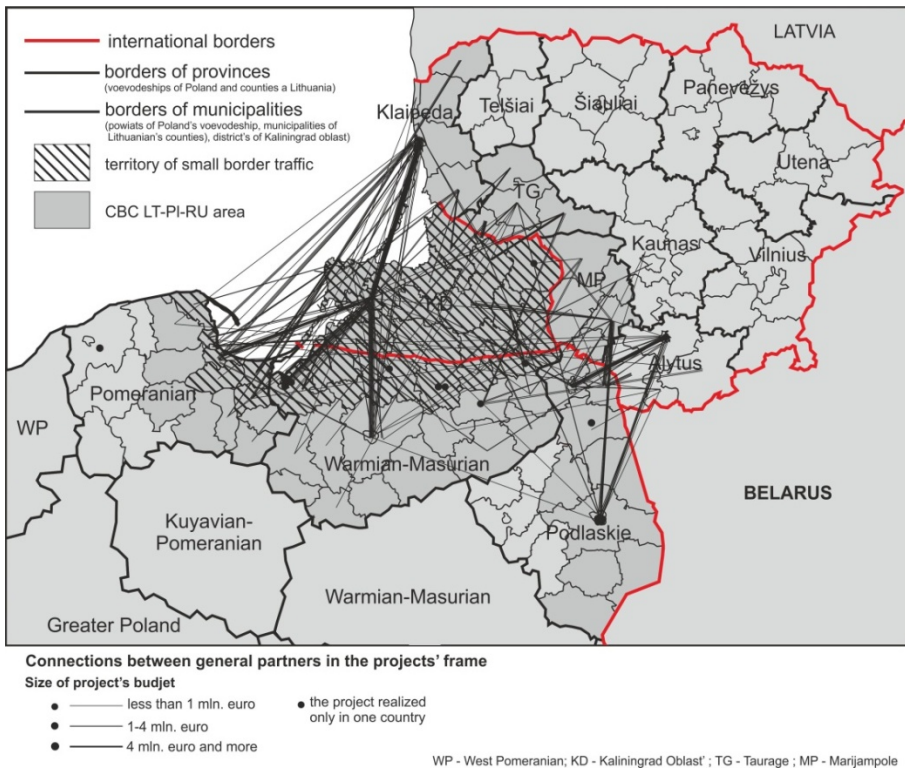 international borders
borders of provinces
(voevodeships of Poland and counties a Lithuania)
borders of municipalities
(powiats of Poland's voevodeship, municipalities of
Lithuanian's counties), district's of Kaliningrad oblast)
territory of small border traffic
CBC LT-Pl-RU area
LATVIA
Klaipeda
Telšiai
Šiauliai
Panevėžys
Utena
TG
Kaunas
Vilnius
MP
KD
Alytus
Pomeranian
WP
Warmian-Masurian
BELARUS
Kuyavian-
Pomeranian
Podlaskie
Warmian-Masurian
Greater Poland
Connections between general partners in the projects' frame
Size of project's budjet
less than 1 mln. euro
1-4 mln. euro
4 mln. euro and more
the project realized
only in one country
WP - West Pomeranian; KD - Kaliningrad Oblast' ; TG - Taurage ; MP - Marijampole